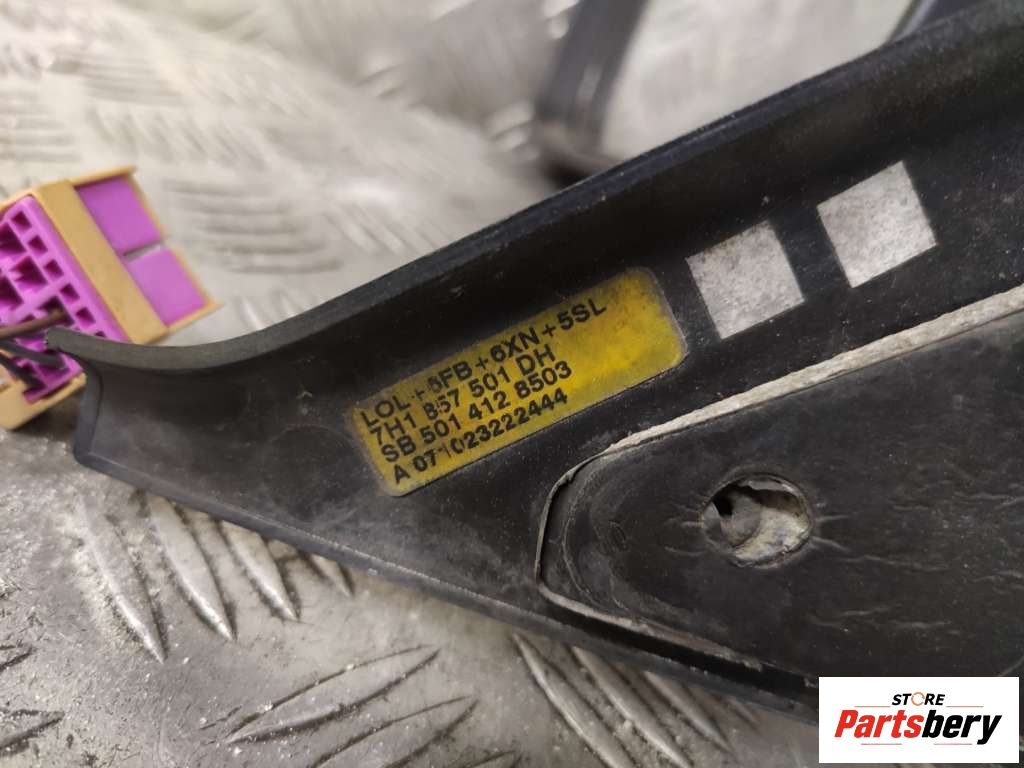 LOL+6FB+6XN+5SL
7H1 857 501 DH
SB 501 412 8503
A 071023222444
STORE
Partsbery